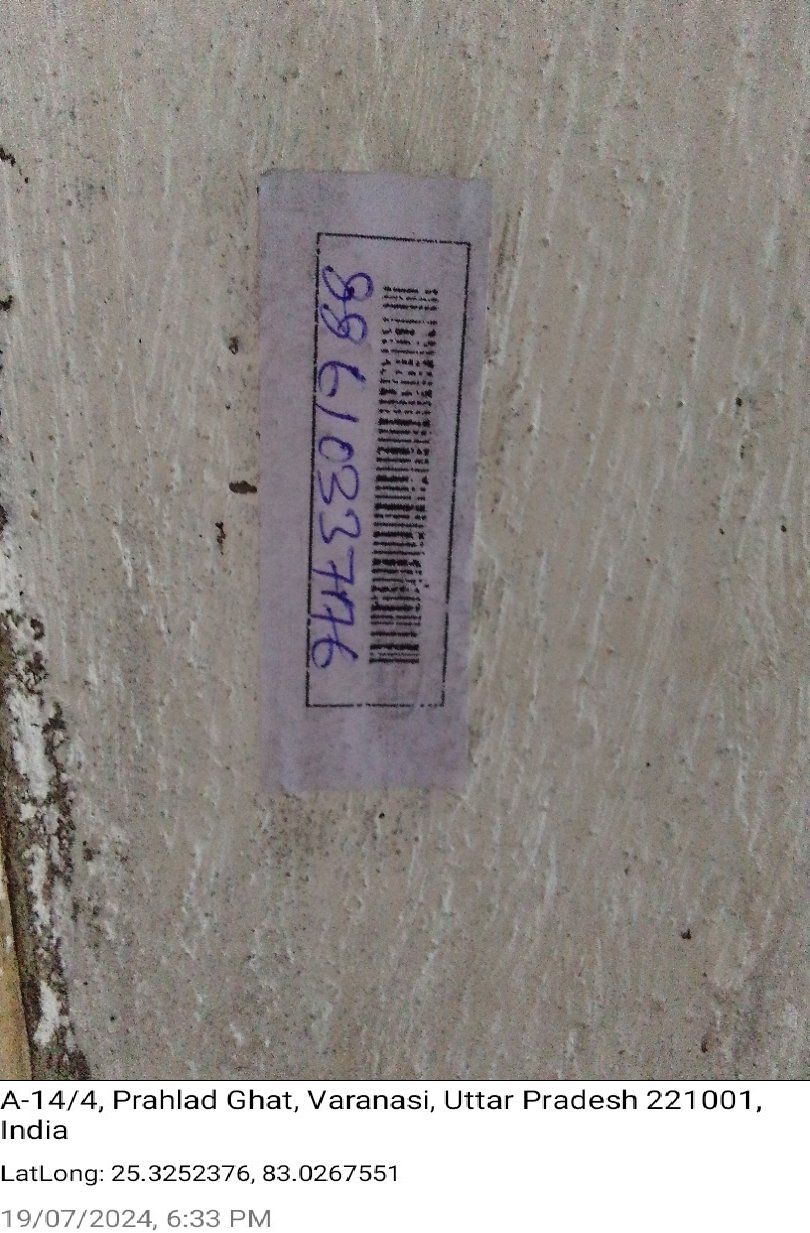 A-14/4, Prahlad Ghat, Varanasi, Uttar Pradesh 221001,
India
LatLong: 25.3252376, 83.0267551
19/07/2024, 6:33 PM